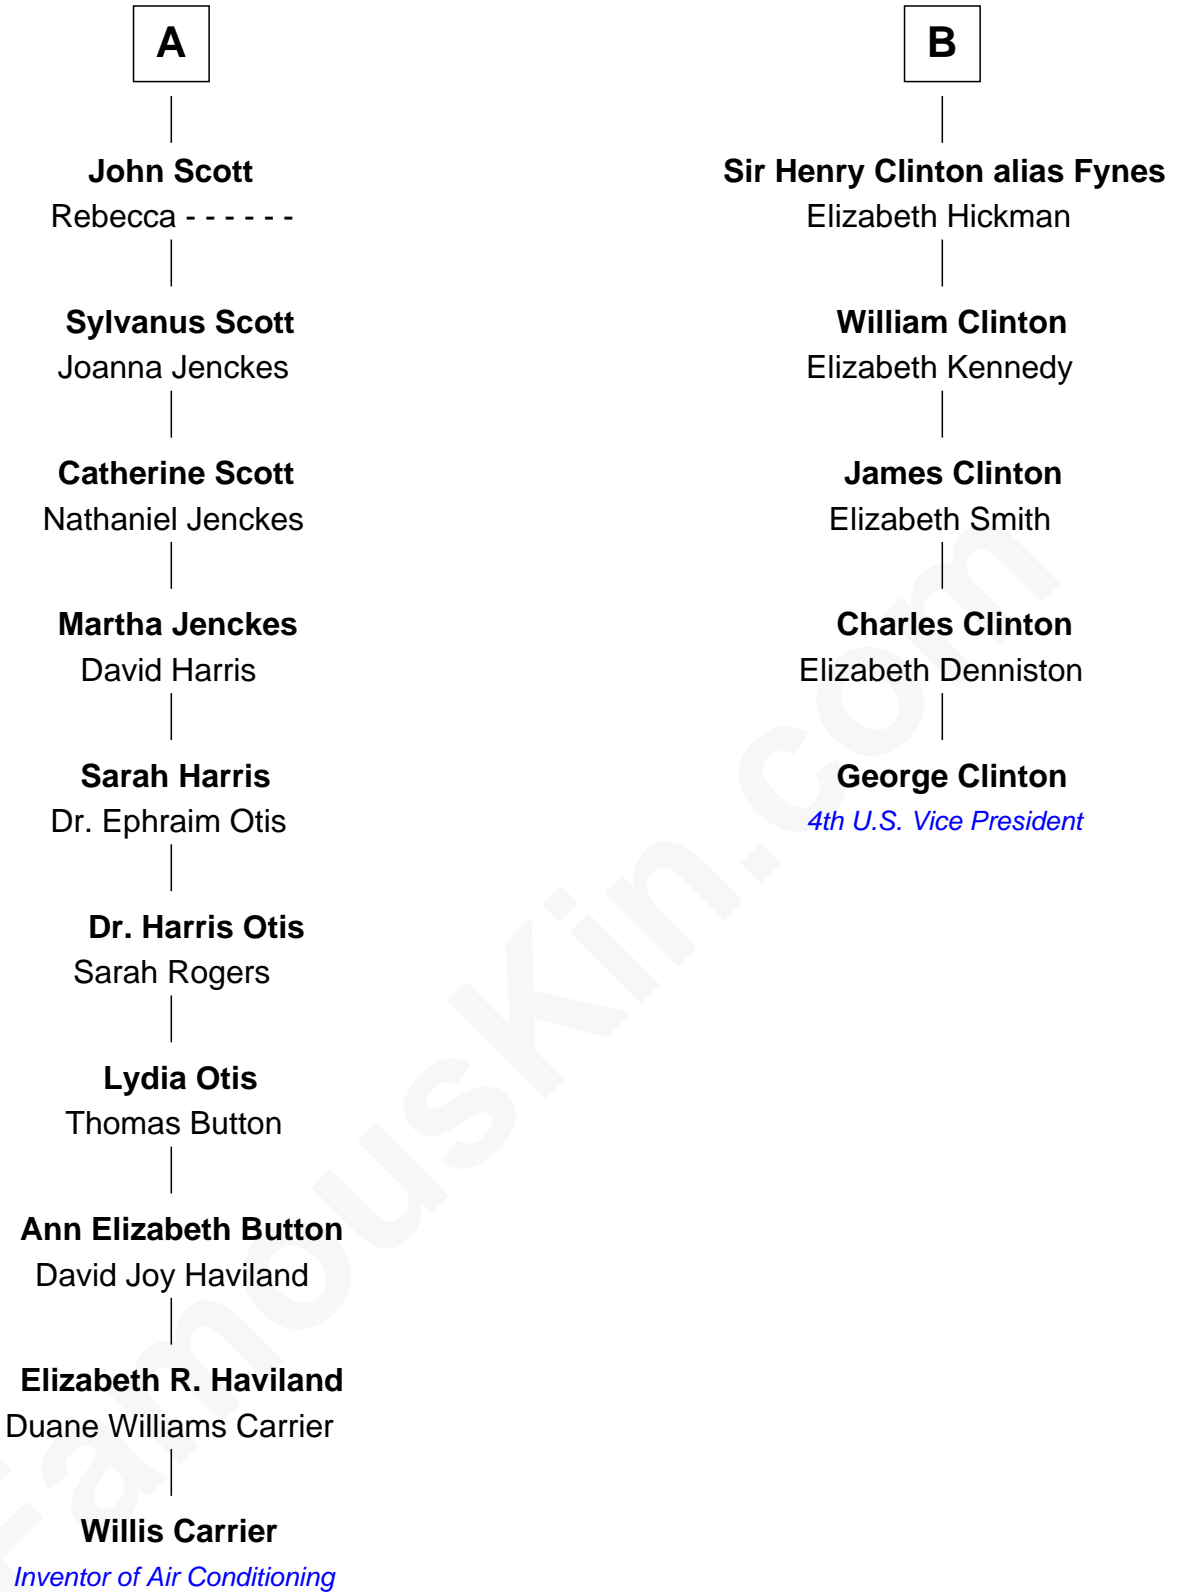 A
John Scott
Rebecca - - - - - -
Sylvanus Scott
Joanna Jenckes
Catherine Scott
Nathaniel Jenckes
Martha Jenckes
David Harris
Sarah Harris
Dr. Ephraim Otis
Dr. Harris Otis
Sarah Rogers
Lydia Otis
Thomas Button
Ann Elizabeth Button
David Joy Haviland
Elizabeth R. Haviland
Duane Williams Carrier
Willis Carrier
Inventor of Air Conditioning
B
Sir Henry Clinton alias Fynes
Elizabeth Hickman
William Clinton
Elizabeth Kennedy
James Clinton
Elizabeth Smith
Charles Clinton
Elizabeth Denniston
George Clinton
4th U.S. Vice President
FamousKin.com